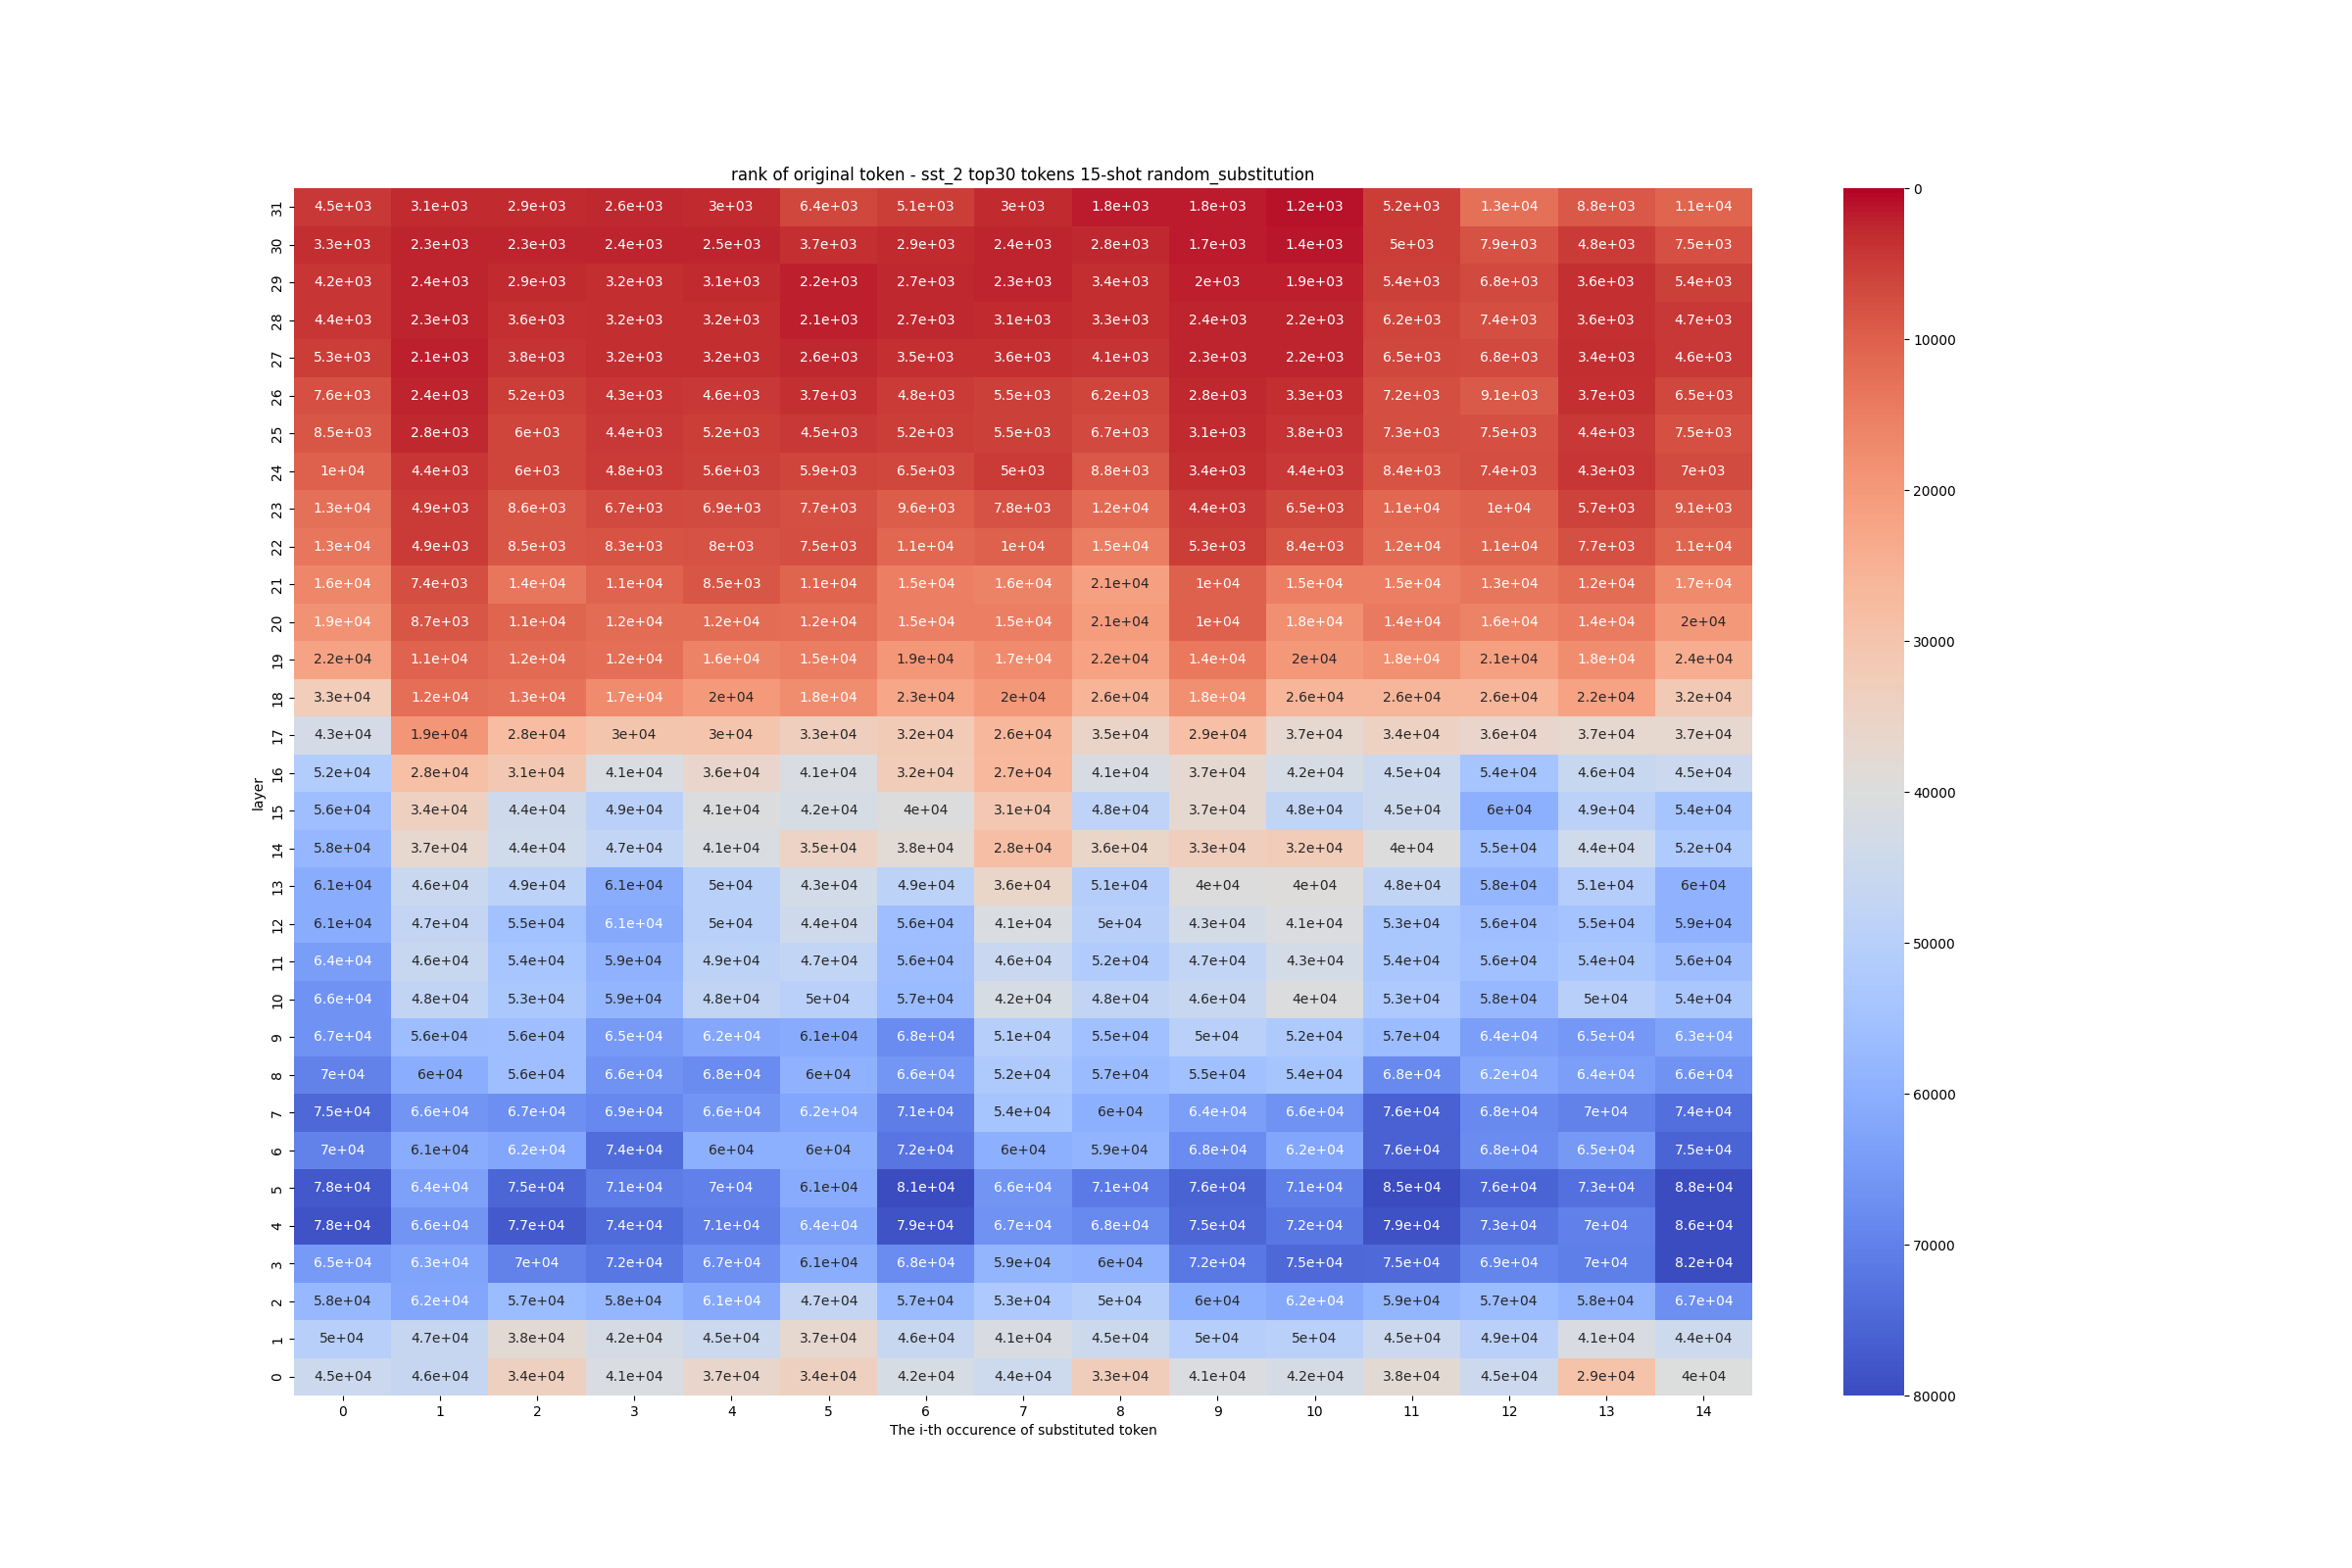 rank of original token - sst_2 top30 tokens 15-shot random_substitution
31 4.5e+03 3.1e+03 2.9e+03 2.6e+03 3e+03 6.4e+03 5.1e+03 3e+03 1.8e+03 1.8e+03 1.2e+03 5.2e+03 1.3e+04 8.8e+03 1.1e+04 0
30 3.3e+03 2.3e+03 2.3e+03 2.4e+03 2.5e+03 3.7e+03 2.9e+03 2.4e+03 2.8e+03 1.7e+03 1.4e+03 5e+03 7.9e+03 4.8e+03 7.5e+03
29 4.2e+03 2.4e+03 2.9e+03 3.2e+03 3.1e+03 2.2e+03 2.7e+03 2.3e+03 3.4e+03 2e+03 1.9e+03 5.4e+03 6.8e+03 3.6e+03 5.4e+03
28 4.4e+03 2.3e+03 3.6e+03 3.2e+03 3.2e+03 2.1e+03 2.7e+03 3.1e+03 3.3e+03 2.4e+03 2.2e+03 6.2e+03 7.4e+03 3.6e+03 4.7e+03
27 5.3e+03 2.1e+03 3.8e+03 3.2e+03 3.2e+03 2.6e+03 3.5e+03 3.6e+03 4.1e+03 2.3e+03 2.2e+03 6.5e+03 6.8e+03 3.4e+03 4.6e+03 10000
26 7.6e+03 2.4e+03 5.2e+03 4.3e+03 4.6e+03 3.7e+03 4.8e+03 5.5e+03 6.2e+03 2.8e+03 3.3e+03 7.2e+03 9.1e+03 3.7e+03 6.5e+03
25 8.5e+03 2.8e+03 6e+03 4.4e+03 5.2e+03 4.5e+03 5.2e+03 5.5e+03 6.7e+03 3.1e+03 3.8e+03 7.3e+03 7.5e+03 4.4e+03 7.5e+03
24 1e+04 4.4e+03 6e+03 4.8e+03 5.6e+03 5.9e+03 6.5e+03 5e+03 8.8e+03 3.4e+03 4.4e+03 8.4e+03 7.4e+03 4.3e+03 7e+03 20000
23 1.3e+04 4.9e+03 8.6e+03 6.7e+03 6.9e+03 7.7e+03 9.6e+03 7.8e+03 1.2e+04 4.4e+03 6.5e+03 1.1e+04 1e+04 5.7e+03 9.1e+03
22 1.3e+04 4.9e+03 8.5e+03 8.3e+03 8e+03 7.5e+03 1.1e+04 1e+04 1.5e+04 5.3e+03 8.4e+03 1.2e+04 1.1e+04 7.7e+03 1.1e+04
21 1.6e+04 7.4e+03 1.4e+04 1.1e+04 8.5e+03 1.1e+04 1.5e+04 1.6e+04 2.1e+04 1e+04 1.5e+04 1.5e+04 1.3e+04 1.2e+04 1.7e+04
20 1.9e+04 8.7e+03 1.1e+04 1.2e+04 1.2e+04 1.2e+04 1.5e+04 1.5e+04 2.1e+04 1e+04 1.8e+04 1.4e+04 1.6e+04 1.4e+04 2e+04 30000
19 2.2e+04 1.1e+04 1.2e+04 1.2e+04 1.6e+04 1.5e+04 1.9e+04 1.7e+04 2.2e+04 1.4e+04 2e+04 1.8e+04 2.1e+04 1.8e+04 2.4e+04
18 3.3e+04 1.2e+04 1.3e+04 1.7e+04 2e+04 1.8e+04 2.3e+04 2e+04 2.6e+04 1.8e+04 2.6e+04 2.6e+04 2.6e+04 2.2e+04 3.2e+04
17 4.3e+04 1.9e+04 2.8e+04 3e+04 3e+04 3.3e+04 3.2e+04 2.6e+04 3.5e+04 2.9e+04 3.7e+04 3.4e+04 3.6e+04 3.7e+04 3.7e+04
16 5.2e+04 2.8e+04 3.1e+04 4.1e+04 3.6e+04 4.1e+04 3.2e+04 2.7e+04 4.1e+04 3.7e+04 4.2e+04 4.5e+04 5.4e+04 4.6e+04 4.5e+04 40000
layer
15 5.6e+04 3.4e+04 4.4e+04 4.9e+04 4.1e+04 4.2e+04 4e+04 3.1e+04 4.8e+04 3.7e+04 4.8e+04 4.5e+04 6e+04 4.9e+04 5.4e+04
14 5.8e+04 3.7e+04 4.4e+04 4.7e+04 4.1e+04 3.5e+04 3.8e+04 2.8e+04 3.6e+04 3.3e+04 3.2e+04 4e+04 5.5e+04 4.4e+04 5.2e+04
13 6.1e+04 4.6e+04 4.9e+04 6.1e+04 5e+04 4.3e+04 4.9e+04 3.6e+04 5.1e+04 4e+04 4e+04 4.8e+04 5.8e+04 5.1e+04 6e+04
12 6.1e+04 4.7e+04 5.5e+04 6.1e+04 5e+04 4.4e+04 5.6e+04 4.1e+04 5e+04 4.3e+04 4.1e+04 5.3e+04 5.6e+04 5.5e+04 5.9e+04 50000
11 6.4e+04 4.6e+04 5.4e+04 5.9e+04 4.9e+04 4.7e+04 5.6e+04 4.6e+04 5.2e+04 4.7e+04 4.3e+04 5.4e+04 5.6e+04 5.4e+04 5.6e+04
10 6.6e+04 4.8e+04 5.3e+04 5.9e+04 4.8e+04 5e+04 5.7e+04 4.2e+04 4.8e+04 4.6e+04 4e+04 5.3e+04 5.8e+04 5e+04 5.4e+04
9 6.7e+04 5.6e+04 5.6e+04 6.5e+04 6.2e+04 6.1e+04 6.8e+04 5.1e+04 5.5e+04 5e+04 5.2e+04 5.7e+04 6.4e+04 6.5e+04 6.3e+04
8 7e+04 6e+04 5.6e+04 6.6e+04 6.8e+04 6e+04 6.6e+04 5.2e+04 5.7e+04 5.5e+04 5.4e+04 6.8e+04 6.2e+04 6.4e+04 6.6e+04 60000
7 7.5e+04 6.6e+04 6.7e+04 6.9e+04 6.6e+04 6.2e+04 7.1e+04 5.4e+04 6e+04 6.4e+04 6.6e+04 7.6e+04 6.8e+04 7e+04 7.4e+04
6 7e+04 6.1e+04 6.2e+04 7.4e+04 6e+04 6e+04 7.2e+04 6e+04 5.9e+04 6.8e+04 6.2e+04 7.6e+04 6.8e+04 6.5e+04 7.5e+04
5 7.8e+04 6.4e+04 7.5e+04 7.1e+04 7e+04 6.1e+04 8.1e+04 6.6e+04 7.1e+04 7.6e+04 7.1e+04 8.5e+04 7.6e+04 7.3e+04 8.8e+04
4 7.8e+04 6.6e+04 7.7e+04 7.4e+04 7.1e+04 6.4e+04 7.9e+04 6.7e+04 6.8e+04 7.5e+04 7.2e+04 7.9e+04 7.3e+04 7e+04 8.6e+04 70000
3 6.5e+04 6.3e+04 7e+04 7.2e+04 6.7e+04 6.1e+04 6.8e+04 5.9e+04 6e+04 7.2e+04 7.5e+04 7.5e+04 6.9e+04 7e+04 8.2e+04
2 5.8e+04 6.2e+04 5.7e+04 5.8e+04 6.1e+04 4.7e+04 5.7e+04 5.3e+04 5e+04 6e+04 6.2e+04 5.9e+04 5.7e+04 5.8e+04 6.7e+04
1 5e+04 4.7e+04 3.8e+04 4.2e+04 4.5e+04 3.7e+04 4.6e+04 4.1e+04 4.5e+04 5e+04 5e+04 4.5e+04 4.9e+04 4.1e+04 4.4e+04
0 4.5e+04 4.6e+04 3.4e+04 4.1e+04 3.7e+04 3.4e+04 4.2e+04 4.4e+04 3.3e+04 4.1e+04 4.2e+04 3.8e+04 4.5e+04 2.9e+04 4e+04 80000
0 1 2 3 4 5 6 7 8 9 10 11 12 13 14
The i-th occurence of substituted token